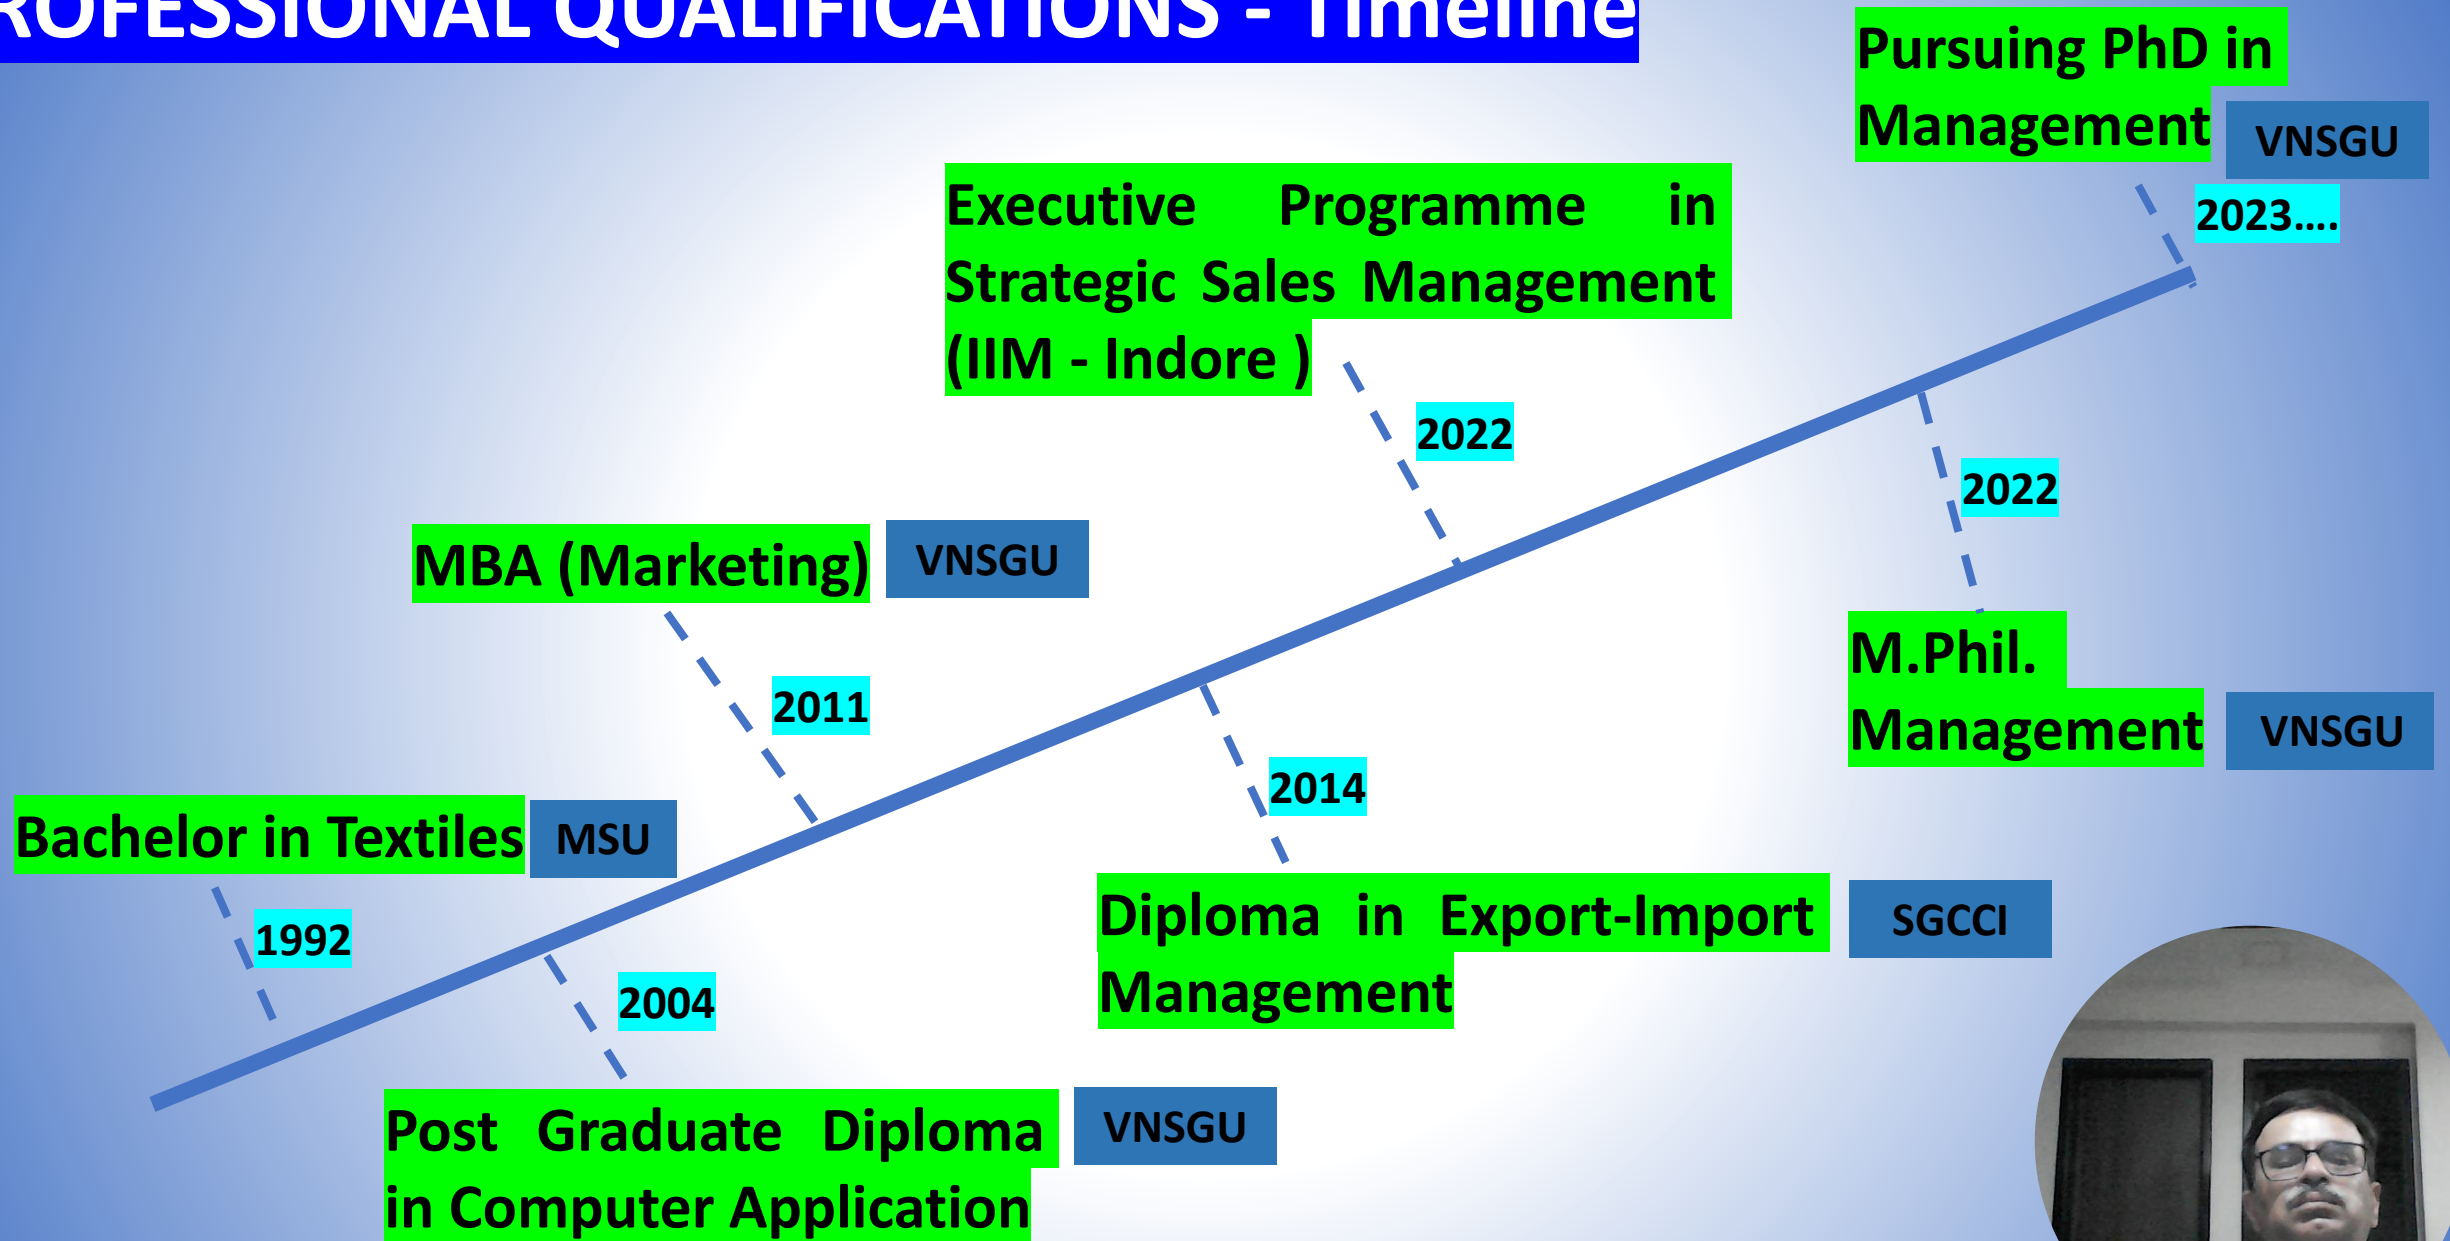 ROFESSIONAL QUALIFICATIONS - Timeline
Pursuing PhD in
Management
VNSGU
2023....
Executive Programme in
Strategic Sales Management
(IIM - Indore )
2022
2022
MBA (Marketing)
VNSGU
2011
M.Phil.
Management
VNSGU
2014
Bachelor in Textiles
MSU
1992
Diploma in Export-Import
Management
SGCCI
2004
Post Graduate Diploma
in Computer Application
VNSGU